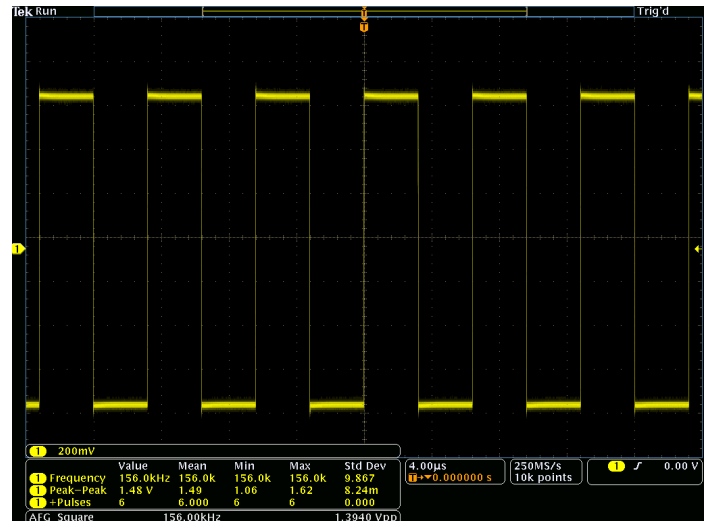 Tek Run Trig'd
T
T
1
1 200mV
Value Mean Min Max Std Dev
1 Frequency 156.0kHz 156.0k 156.0k 156.0k 9.867
1 Peak−Peak 1.48 V 1.49 1.06 1.62 8.24m
1 +Pulses 6 6.000 6 6 0.000
4.00μs
T→▾0.000000 s
250MS/s
10k points
1 ∫ 0.00 V
AFG Square 156.00kHz 1.3940 Vpp